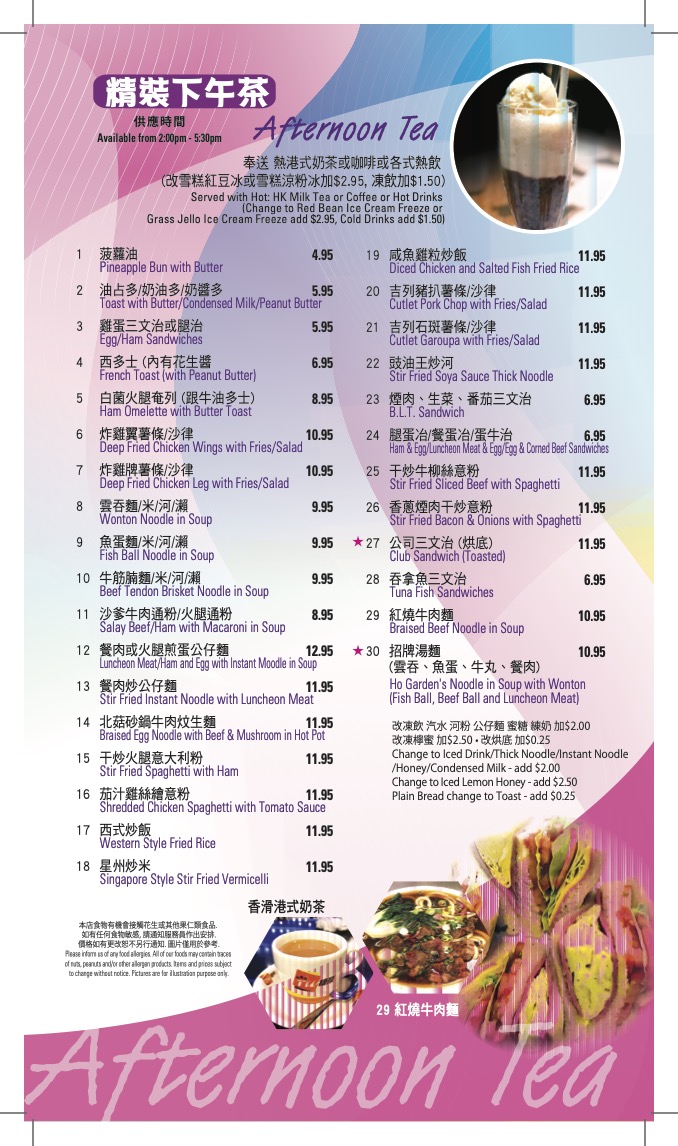 精裝下午茶
供應時間
Available from 2:00pm - 5:30pm
Afternoon Tea
奉送 熱港式奶茶或咖啡或各式熱飲
(改雪糕紅豆冰或雪糕涼粉冰加$2.95, 凍飲加$1.50)
Served with Hot: HK Milk Tea or Coffee or Hot Drinks
(Change to Red Bean Ice Cream Freeze or
Grass Jello Ice Cream Freeze add $2.95, Cold Drinks add $1.50)
1 菠蘿油 4.95
Pineapple Bun with Butter
2 油占多/奶油多/奶醬多 5.95
Toast with Butter/Condensed Milk/Peanut Butter
3 雞蛋三文治或腿治 5.95
Egg/Ham Sandwiches
4 西多士 (內有花生醬 6.95
French Toast (with Peanut Butter)
5 白菌火腿奄列 (跟牛油多士) 8.95
Ham Omelette with Butter Toast
6 炸雞翼薯條/沙律 10.95
Deep Fried Chicken Wings with Fries/Salad
7 炸雞髀薯條/沙律 10.95
Deep Fried Chicken Leg with Fries/Salad
8 雲吞麵/米/河/瀨 9.95
Wonton Noodle in Soup
9 魚蛋麵/米/河/瀨 9.95
Fish Ball Noodle in Soup
10 牛筋腩麵/米/河/瀨 9.95
Beef Tendon Brisket Noodle in Soup
11 沙爹牛肉通粉/火腿通粉 8.95
Salay Beef/Ham with Macaroni in Soup
12 餐肉或火腿煎蛋公仔麵 12.95
Luncheon Meat/Ham and Egg with Instant Moodle in Soup
13 餐肉炒公仔麵 11.95
Stir Fried Instant Noodle with Luncheon Meat
14 北菇砂鍋牛肉炆生麵 11.95
Braised Egg Noodle with Beef & Mushroom in Hot Pot
15 干炒火腿意大利粉 11.95
Stir Fried Spaghetti with Ham
16 茄汁雞絲繪意粉 11.95
Shredded Chicken Spaghetti with Tomato Sauce
17 西式炒飯 11.95
Western Style Fried Rice
18 星州炒米 11.95
Singapore Style Stir Fried Vermicelli
19 咸魚雞粒炒飯 11.95
Diced Chicken and Salted Fish Fried Rice
20 吉列豬扒薯條/沙律 11.95
Cutlet Pork Chop with Fries/Salad
21 吉列石斑薯條/沙律 11.95
Cutlet Garoupa with Fries/Salad
22 豉油王炒河 11.95
Stir Fried Soya Sauce Thick Noodle
23 煙肉、生菜、番茄三文治 6.95
B.L.T. Sandwich
24 腿蛋冶/餐蛋冶/蛋牛治 6.95
Ham & Egg/Luncheon Meat & Egg/Egg & Corned Beef Sandwiches
25 干炒牛柳絲意粉 11.95
Stir Fried Sliced Beef with Spaghetti
26 香蔥煙肉干炒意粉 11.95
Stir Fried Bacon & Onions with Spaghetti
★ 27 公司三文治 (烘底) 11.95
Club Sandwich (Toasted)
28 吞拿魚三文治 6.95
Tuna Fish Sandwiches
29 紅燒牛肉麵 10.95
Braised Beef Noodle in Soup
★ 30 招牌湯麵 10.95
(雲吞、魚蛋、牛丸、餐肉)
Ho Garden's Noodle in Soup with Wonton
(Fish Ball, Beef Ball and Luncheon Meat)
改凍飲 汽水 河粉 公仔麵 蜜糖 練奶 加$2.00
改凍檸蜜 加$2.50 • 改烘底 加$0.25
Change to Iced Drink/Thick Noodle/Instant Noodle
/Honey/Condensed Milk - add $2.00
Change to Iced Lemon Honey - add $2.50
Plain Bread change to Toast - add $0.25
香滑港式奶茶
本店食物有機會接觸花生或其他果仁類食品.
如有任何食物敏感, 請通知服務員作出安排.
價格如有更改恕不另行通知. 圖片僅用於參考.
Please inform us of any food allergies. All of our foods may contain traces
of nuts, peanuts and/or other allergen products. Items and prices subject
to change without notice. Pictures are for illustration purpose only.
29 紅燒牛肉麵
Afternoon Tea